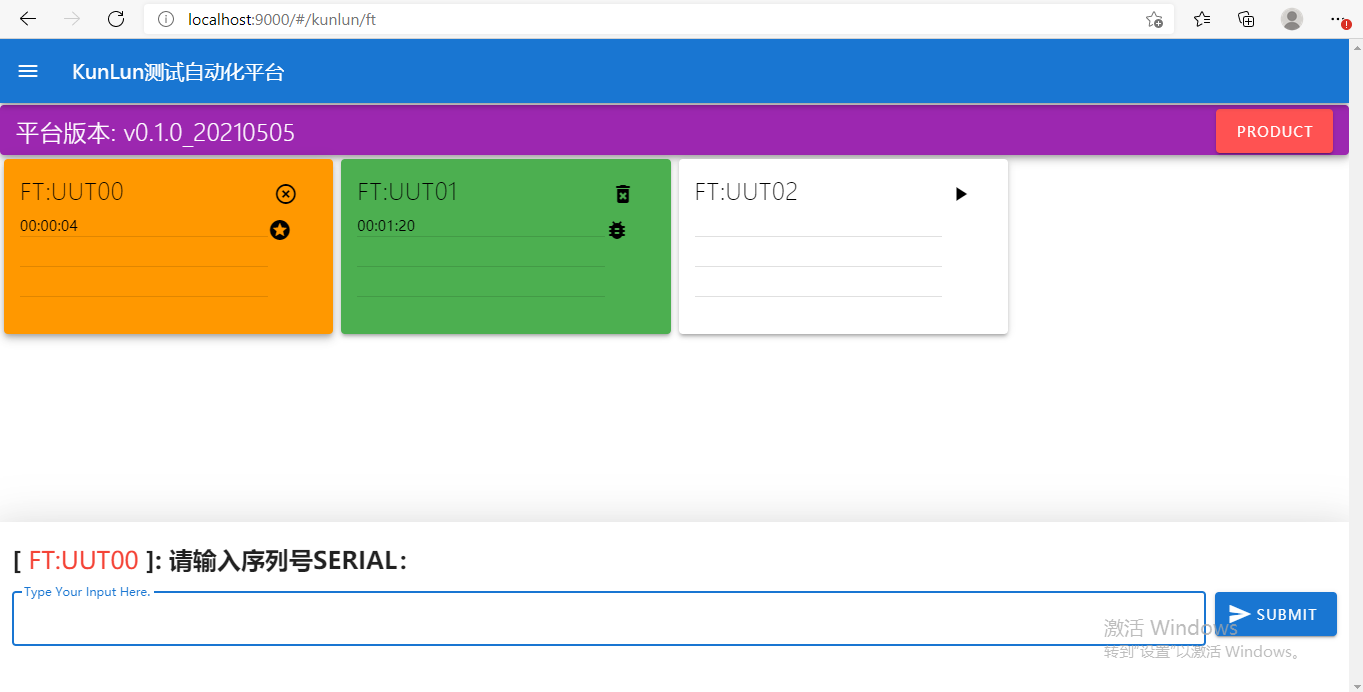 localhost:9000/#/kunlun/ft
KunLun测试自动化平台
平台版本: v0.1.0_20210505
PRODUCT
FT:UUT00
00:00:04
FT:UUT01
00:01:20
FT:UUT02
[ FT:UUT00 ]: 请输入序列号SERIAL：
Type Your Input Here.
SUBMIT
激活 Windows
转到"设置"以激活 Windows。